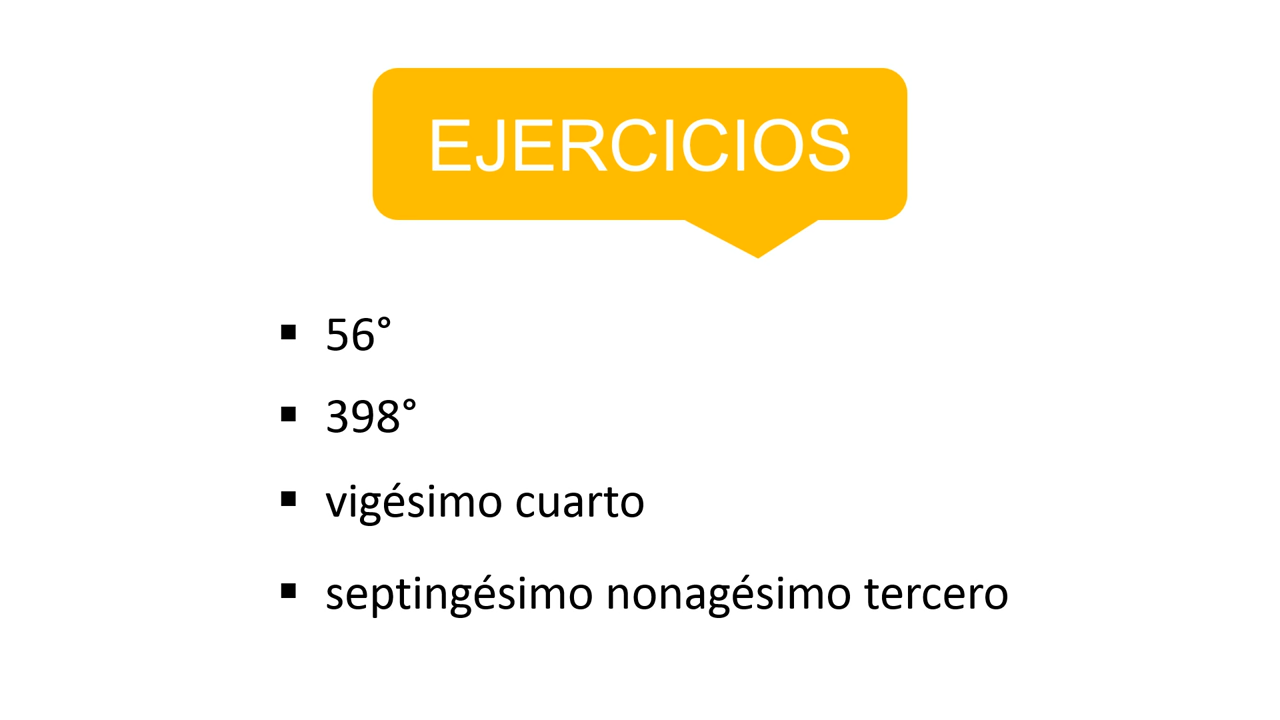 EJERCICIOS
▪ 56°
▪ 398°
▪ vigésimo cuarto
▪ septingésimo nonagésimo tercero